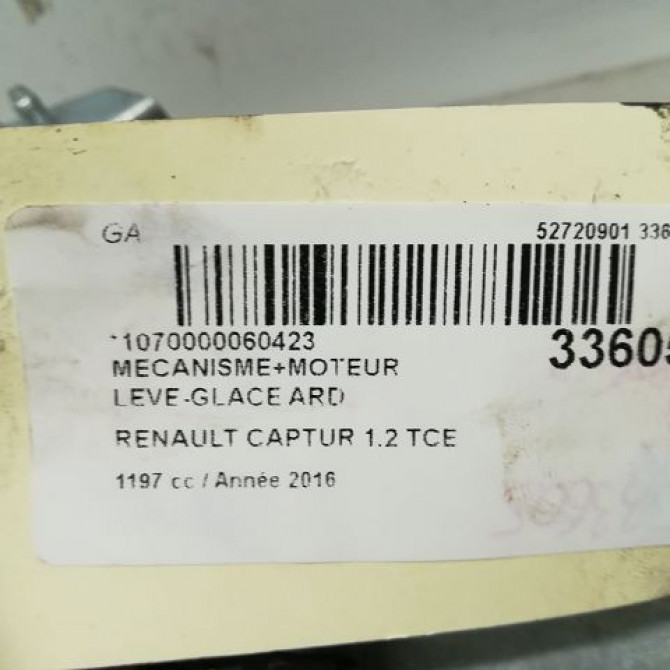 GA 52720901 336
*1070000060423 33605
MECANISME+MOTEUR
LEVE-GLACE ARD
RENAULT CAPTUR 1.2 TCE
1197 cc / Année 2016